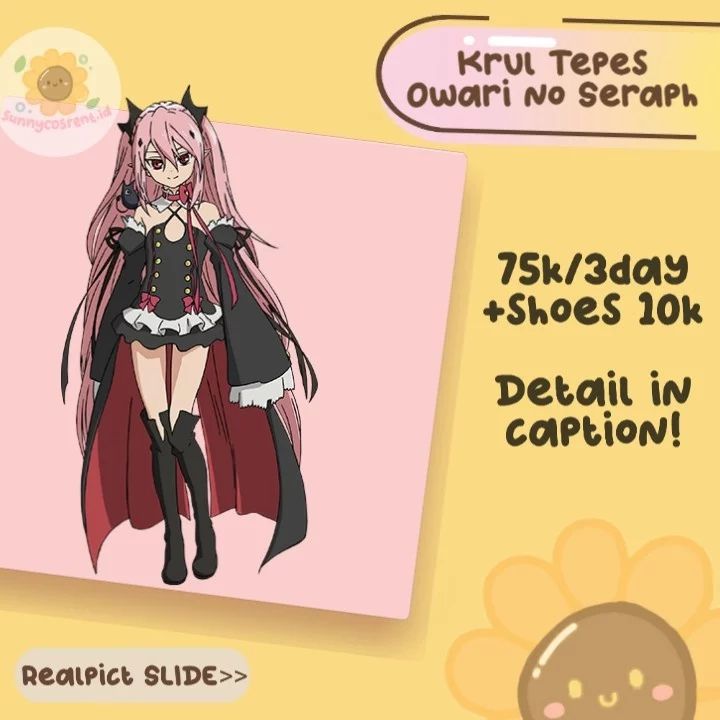 sunnycosrent.id
Krul Tepes
Owari No Seraph
75k/3day
+Shoes 10k
Detail in
caption!
RealPict SLIDE>>